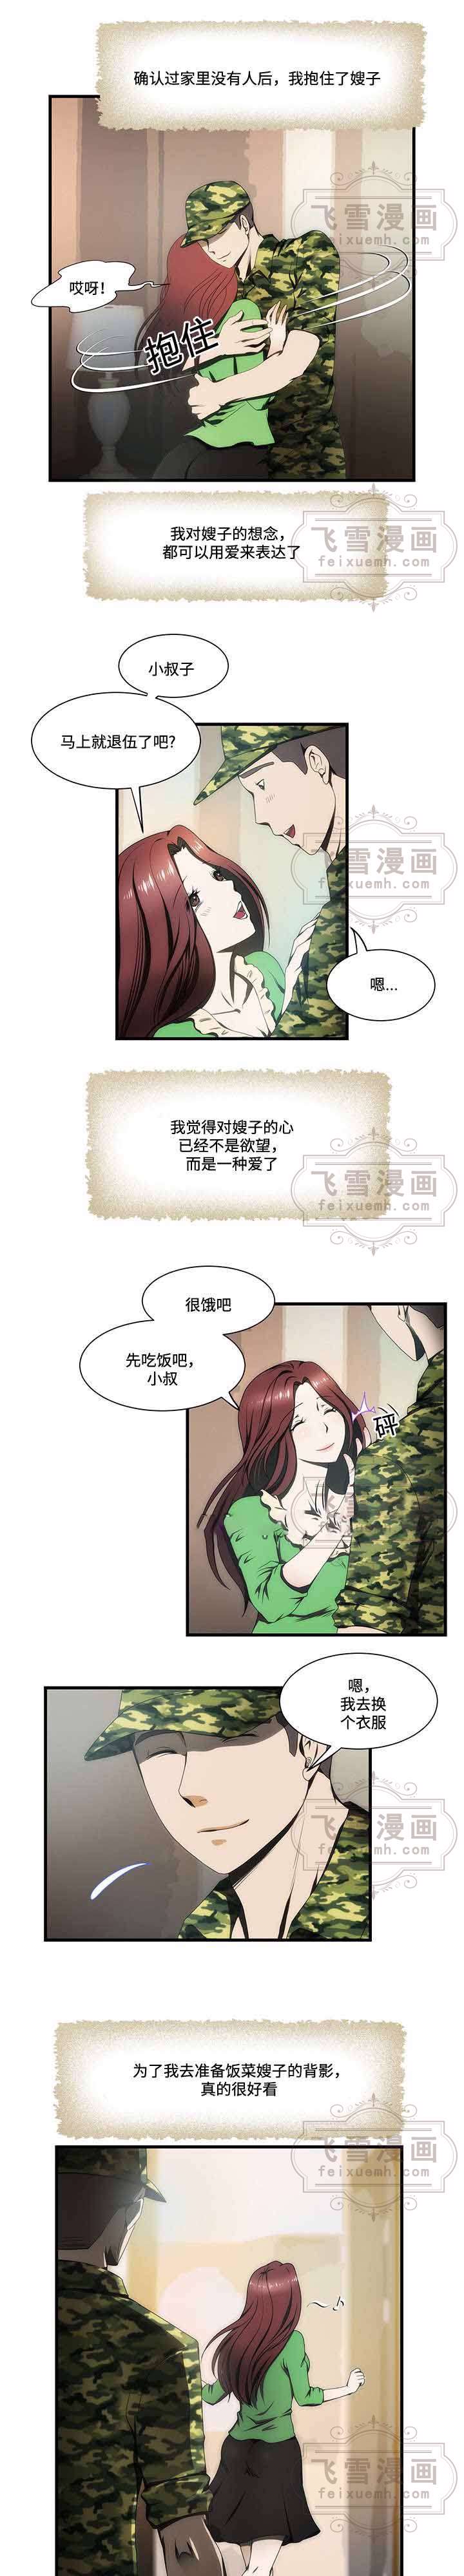 确认过家里没有人后，我抱住了嫂子
飞雪漫画
feixuemh.com
哎呀！
抱住
我对嫂子的想念，
都可以用爱来表达了
飞雪漫画
feixuemh.com
小叔子
马上就退伍了吧？
飞雪漫画
feixuemh.com
嗯…
我觉得对嫂子的心
已经不是欲望，
而是一种爱了
飞雪漫画
feixuemh.com
很饿吧
先吃饭吧，
小叔
砰
嗯，
我去换
个衣服
飞雪漫画
feixuemh.com
为了我去准备饭菜嫂子的背影，
真的很好看
飞雪漫画
feixuemh.com
飞雪漫画
feixuemh.com